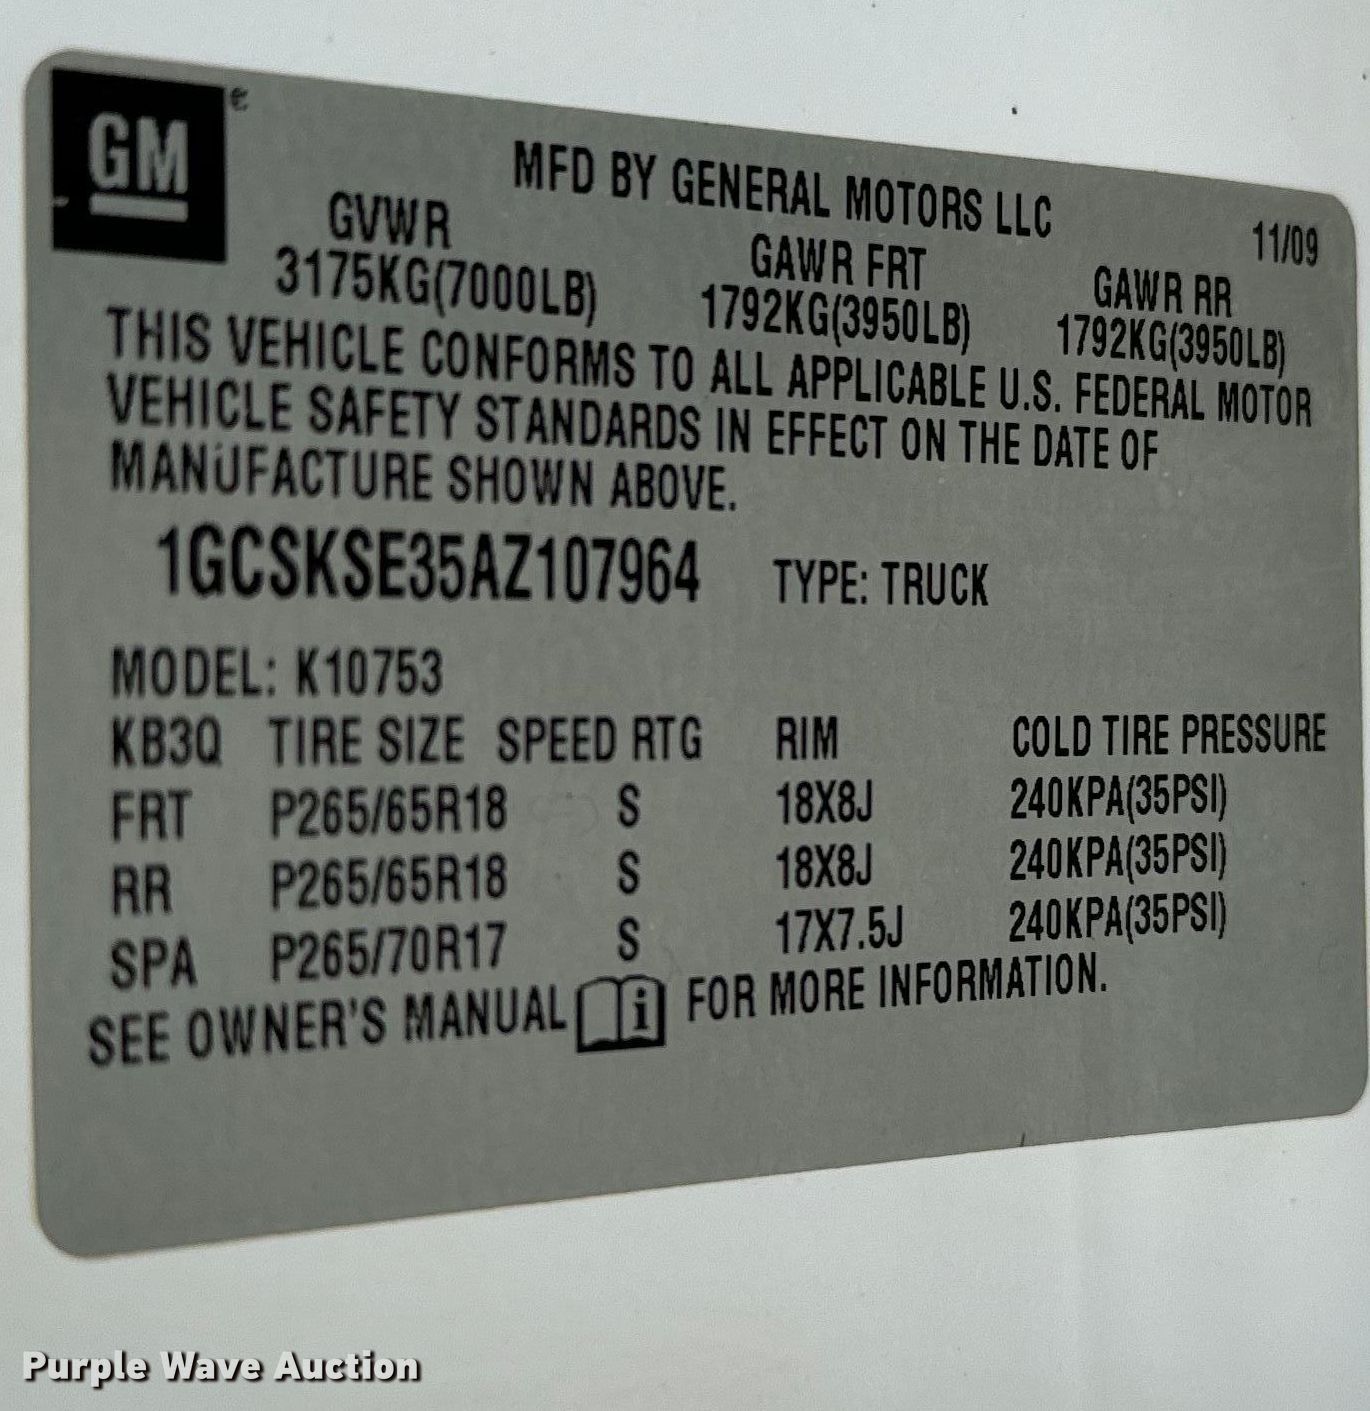 GM
MFD BY GENERAL MOTORS LLC
11/09
GVWR GAWR FRT GAWR RR
3175KG(7000LB) 1792KG(3950LB) 1792KG(3950LB)
THIS VEHICLE CONFORMS TO ALL APPLICABLE U.S. FEDERAL MOTOR
VEHICLE SAFETY STANDARDS IN EFFECT ON THE DATE OF
MANUFACTURE SHOWN ABOVE.
1GCSKSE35AZ107964 TYPE: TRUCK
MODEL: K10753
KB3Q TIRE SIZE SPEED RTG RIM COLD TIRE PRESSURE
FRT P265/65R18 S 18X8J 240KPA(35PSI)
RR P265/65R18 S 18X8J 240KPA(35PSI)
SPA P265/70R17 S 17X7.5J 240KPA(35PSI)
SEE OWNER'S MANUAL i FOR MORE INFORMATION.
Purple Wave Auction